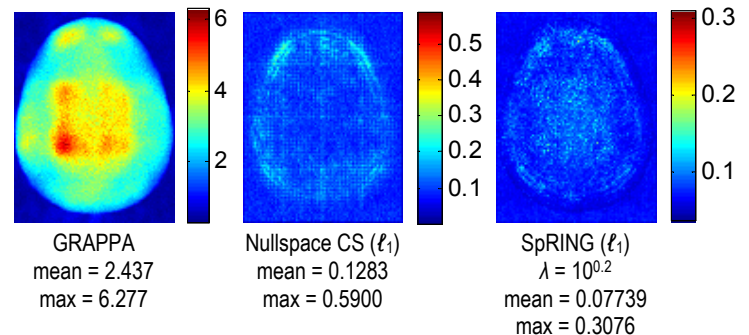 6
4
2
0.5
0.4
0.3
0.2
0.1
0.3
0.2
0.1
GRAPPA
mean = 2.437
max = 6.277
Nullspace CS (ℓ₁)
mean = 0.1283
max = 0.5900
SpRING (ℓ₁)
λ = 10⁰·²
mean = 0.07739
max = 0.3076